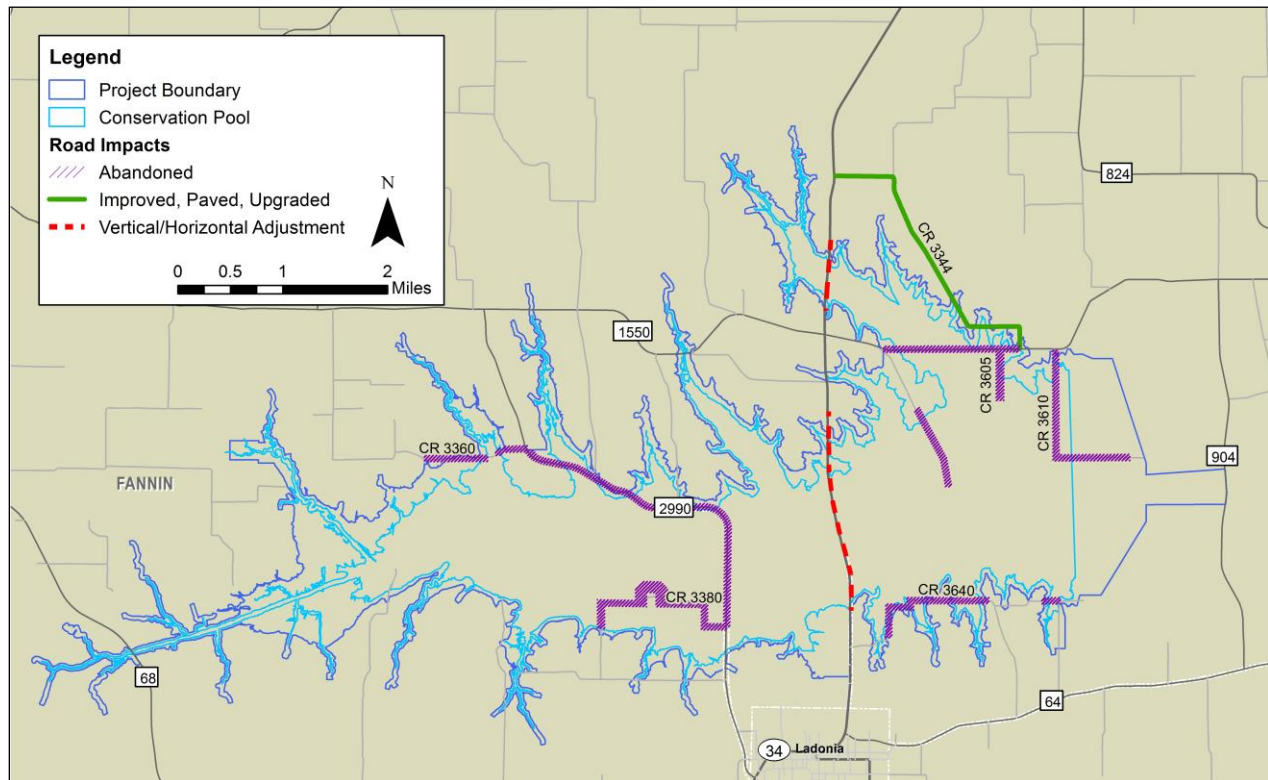 Legend
Project Boundary
Conservation Pool
Road Impacts
Abandoned
Improved, Paved, Upgraded
Vertical/Horizontal Adjustment
N
0 0.5 1 2
Miles
824
CR 3344
1550
CR 3605
CR 3610
CR 3360
904
FANNIN
2990
CR 3380
CR 3640
68
64
34
Ladonia